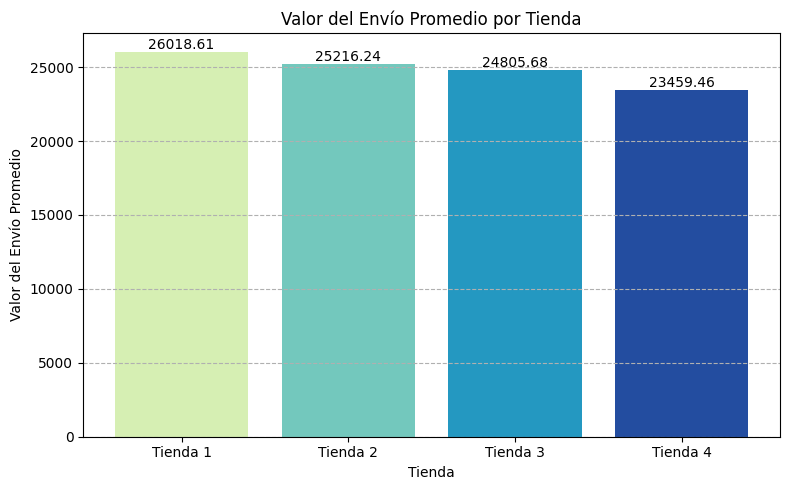 Valor del Envío Promedio por Tienda
Valor del Envío Promedio
25000
20000
15000
10000
5000
0
26018.61
25216.24
24805.68
23459.46
Tienda 1
Tienda 2
Tienda 3
Tienda 4
Tienda